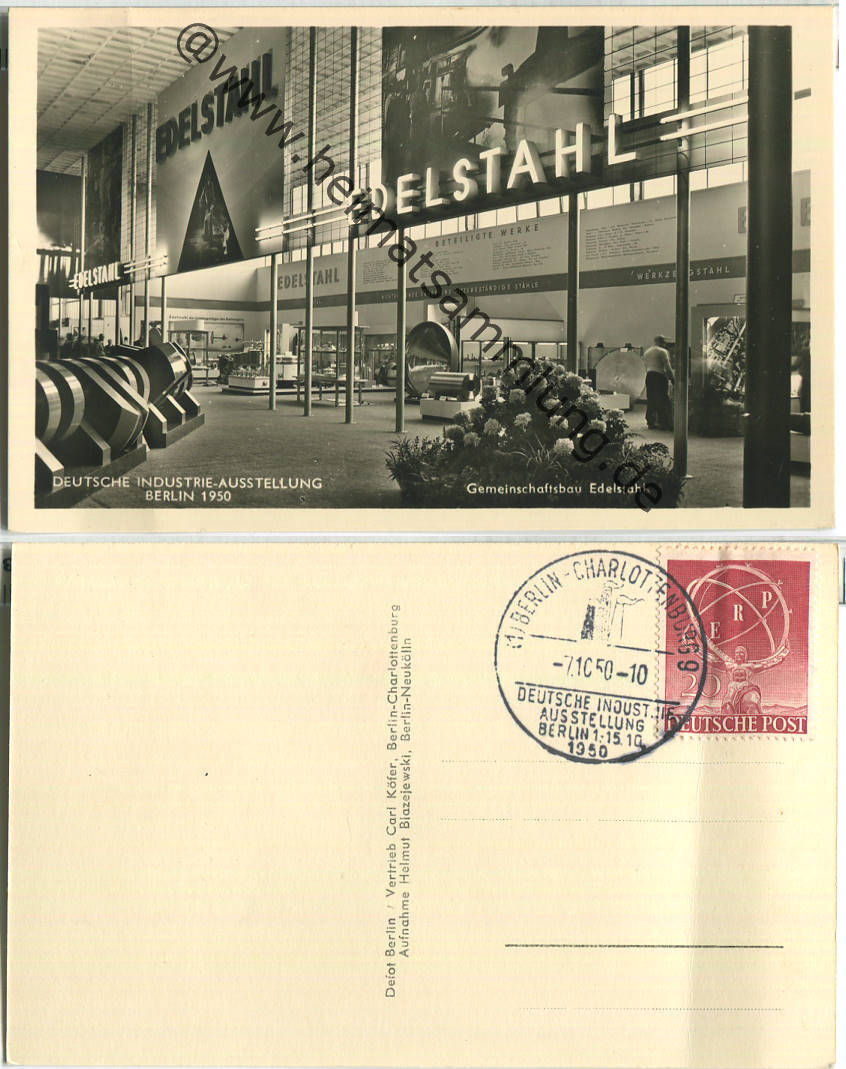 @www.heimatsammlung.de
EDELSTAHL
EDELSTAHL
EDELSTAHL
EDELSTAHL
BETEILIGTE WERKE
WERKZEUGSTAHL
DEUTSCHE INDUSTRIE-AUSSTELLUNG
BERLIN 1950
Gemeinschaftsbau Edelstahl
(1) BERLIN-CHARLOTTENBURG 9
-7.10.50-10
DEUTSCHE INDUSTRIE
AUSSTELLUNG
BERLIN 1.-15.10.
1950
ERP
20
DEUTSCHE POST
Defot Berlin / Vertrieb Carl Köfer, Berlin-Charlottenburg
Aufnahme Helmut Blazejewski, Berlin-Neukölln